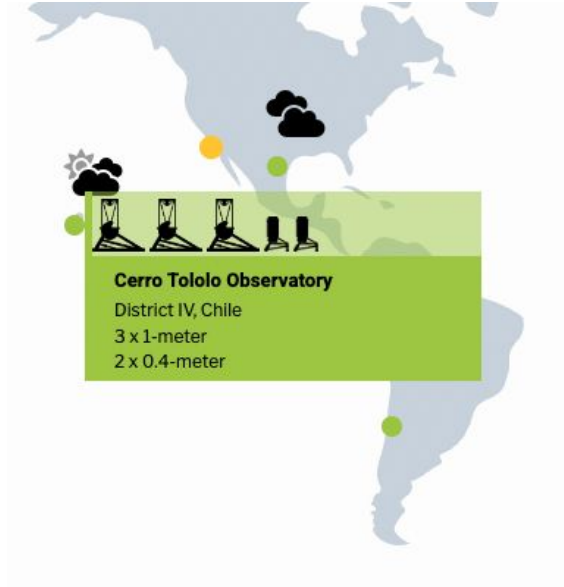 Cerro Tololo Observatory
District IV, Chile
3 x 1-meter
2 x 0.4-meter